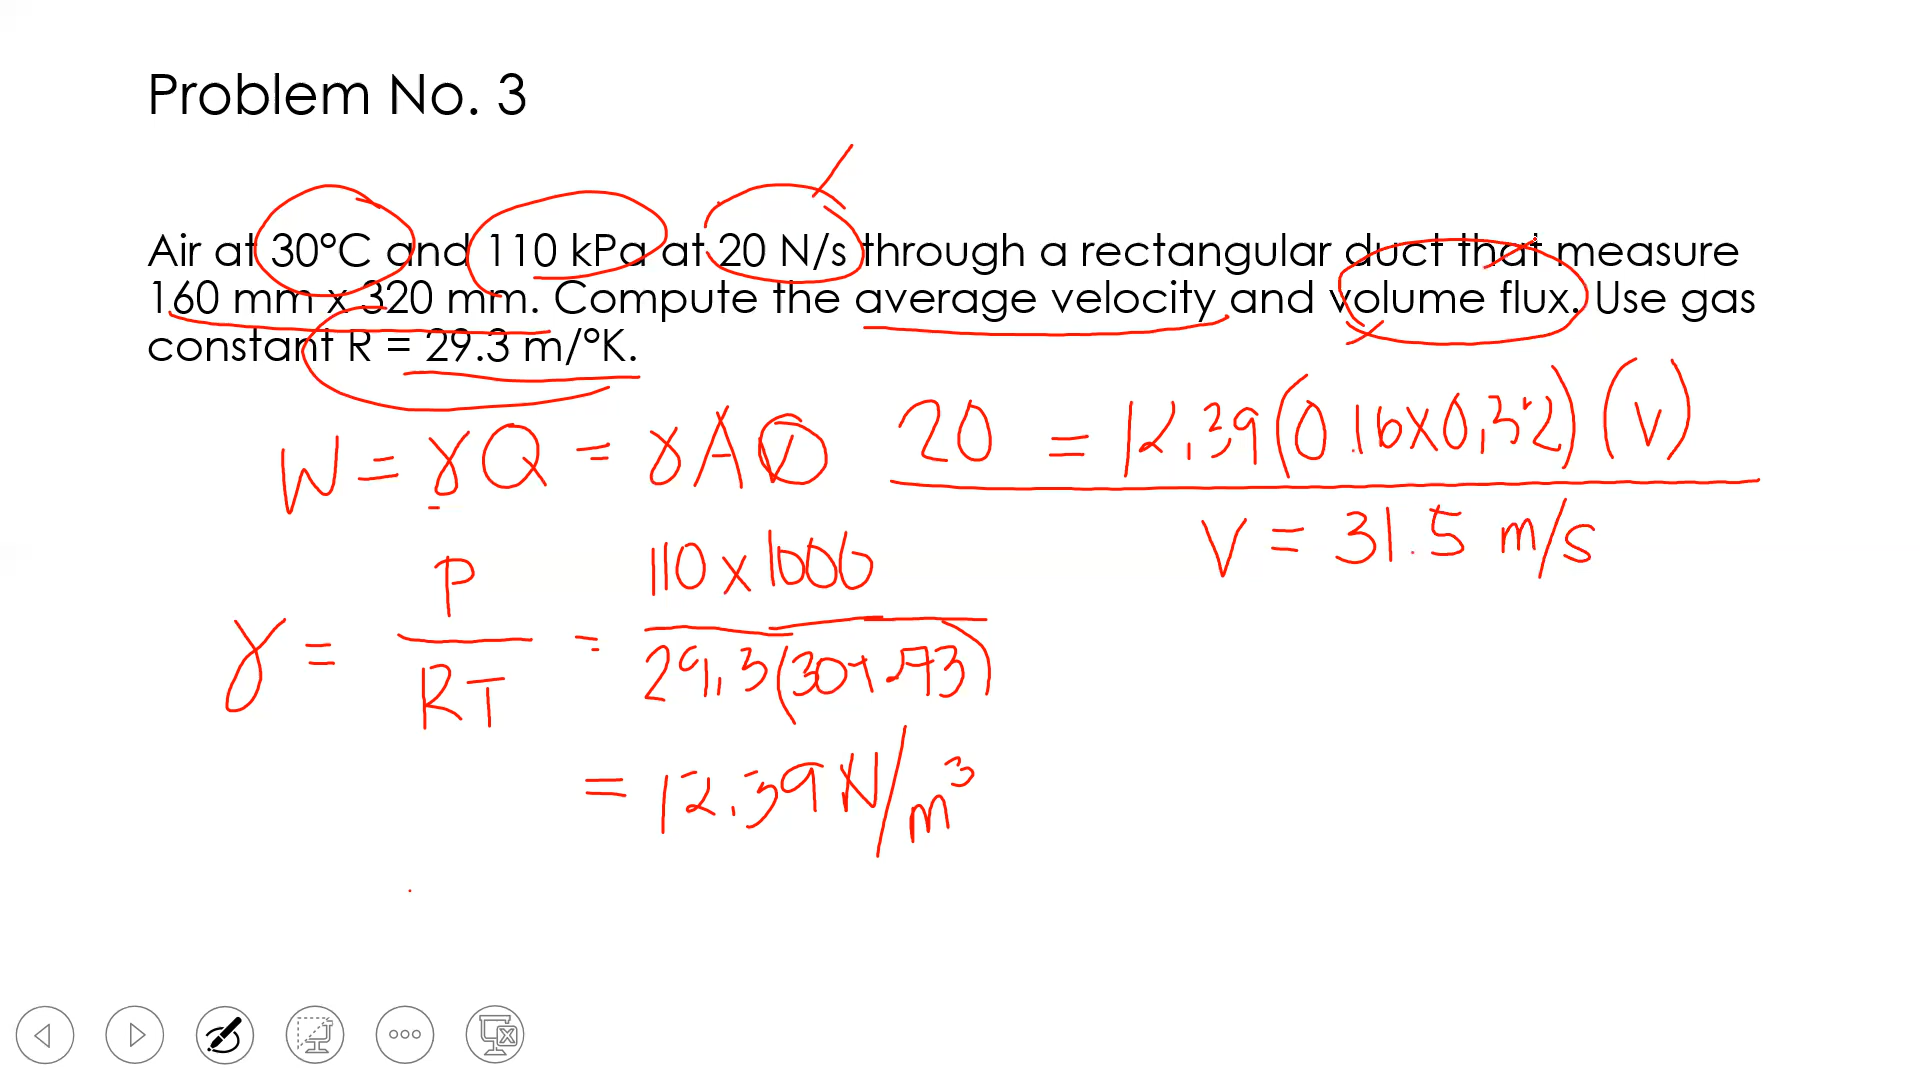 Problem No. 3
Air at 30°C and 110 kPa at 20 N/s through a rectangular duct that measure
160 mm x 320 mm. Compute the average velocity and volume flux. Use gas
constant R = 29.3 m/°K.
W = γQ = γAV
20 = 12.39(0.16x0.32)(v)
V = 31.5 m/s
γ = P/RT = 110 x 1000/29.3(30+273)
= 12.39 N/m³